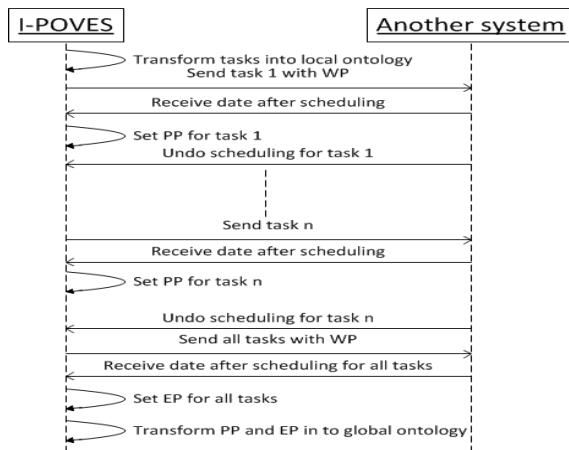 I-POVES
Another system
Transform tasks into local ontology
Send task 1 with WP
Receive date after scheduling
Set PP for task 1
Undo scheduling for task 1
Send task n
Receive date after scheduling
Set PP for task n
Undo scheduling for task n
Send all tasks with WP
Receive date after scheduling for all tasks
Set EP for all tasks
Transform PP and EP in to global ontology